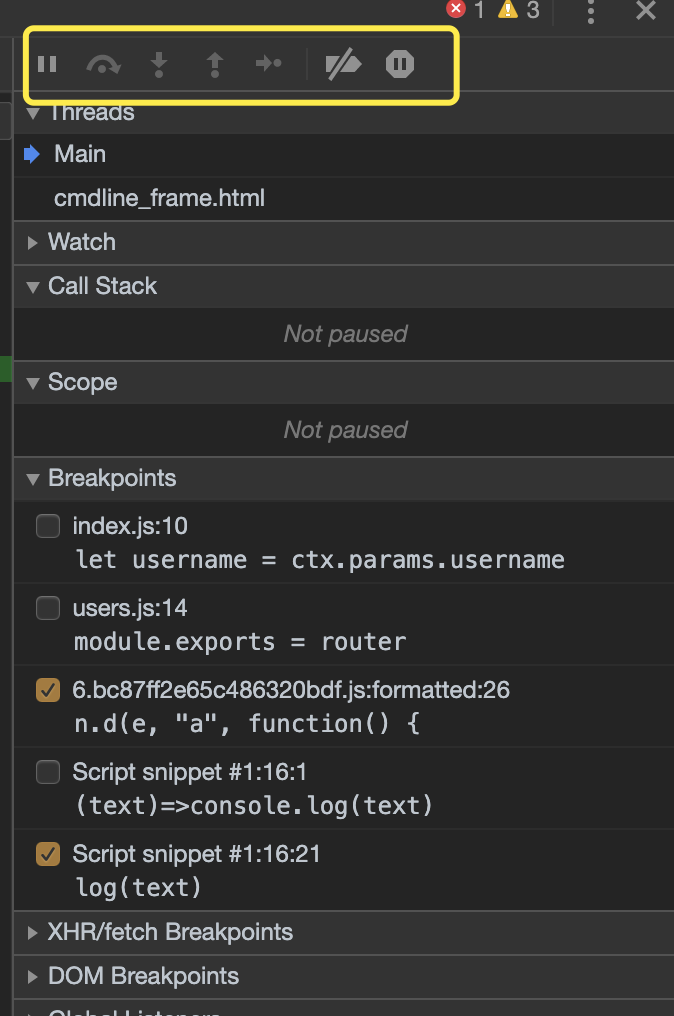 1 3
Threads
Main
cmdline_frame.html
Watch
Call Stack
Not paused
Scope
Not paused
Breakpoints
index.js:10
let username = ctx.params.username
users.js:14
module.exports = router
6.bc87ff2e65c486320bdf.js:formatted:26
n.d(e, "a", function() {
Script snippet #1:16:1
(text)=>console.log(text)
Script snippet #1:16:21
log(text)
XHR/fetch Breakpoints
DOM Breakpoints
Global Listeners